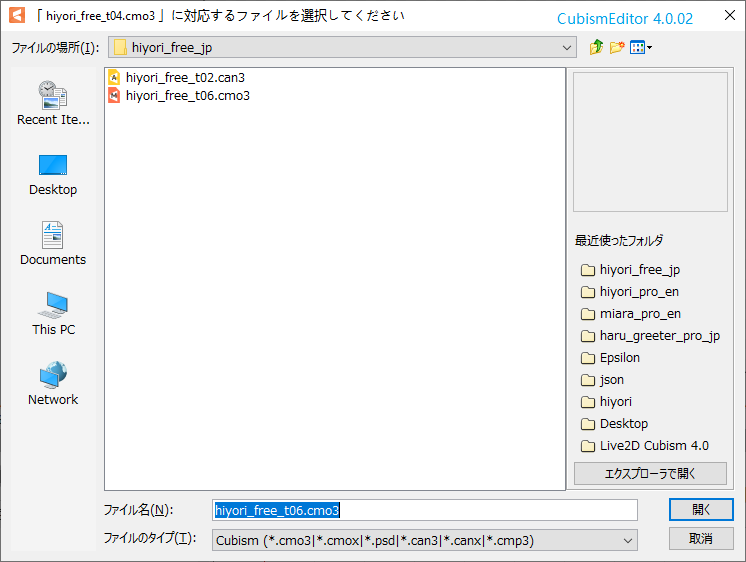 「 hiyori_free_t04.cmo3 」に対応するファイルを選択してください
CubismEditor 4.0.02
ファイルの場所(I):
hiyori_free_jp
hiyori_free_t02.can3
hiyori_free_t06.cmo3
Recent Ite...
Desktop
Documents
This PC
Network
最近使ったフォルダ
hiyori_free_jp
hiyori_pro_en
miara_pro_en
haru_greeter_pro_jp
Epsilon
json
hiyori
Desktop
Live2D Cubism 4.0
エクスプローラで開く
ファイル名(N):
hiyori_free_t06.cmo3
開く
ファイルのタイプ(T):
Cubism (*.cmo3|*.cmox|*.psd|*.can3|*.canx|*.cmp3)
取消